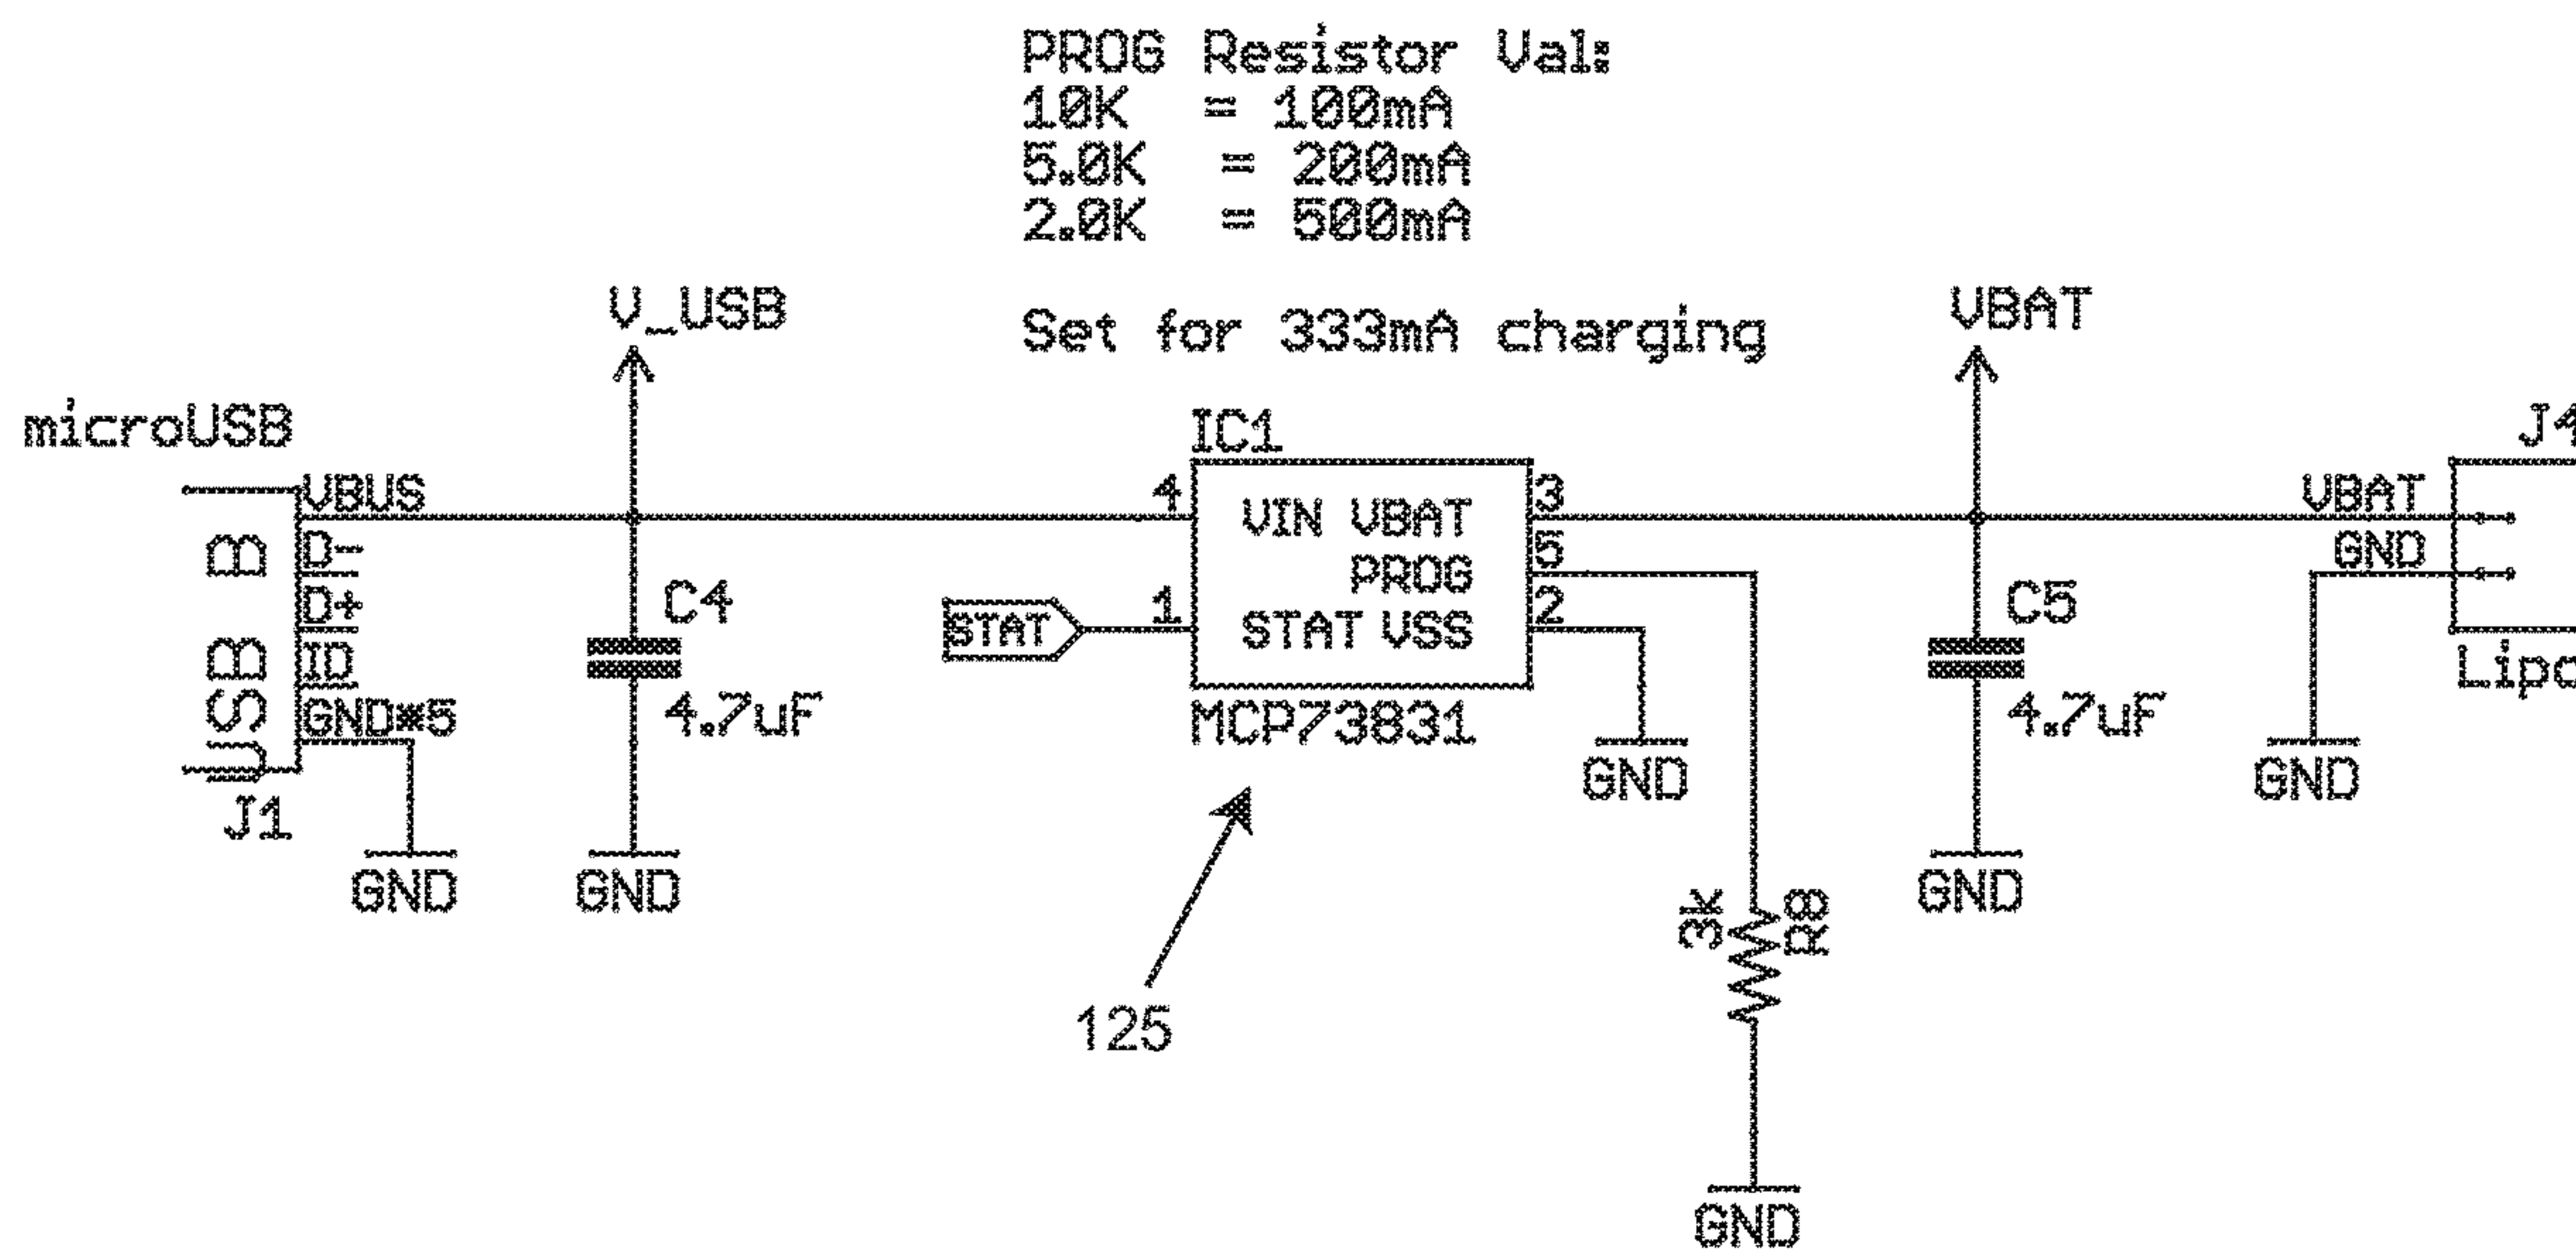 PROG Resistor Val:
10K = 100mA
5.0K = 200mA
2.0K = 500mA
Set for 333mA charging
V_USB
VBAT
microUSB
IC1
J4
VBUS
4
VIN VBAT
3
VBAT
D-
PROG
5
GND
D+
C4
STAT
1
STAT VSS
2
C5
ID
USB B
4.7uF
MCP73831
4.7uF
GND*5
GND
GND
J1
GND
GND
GND
3k
R8
125
GND